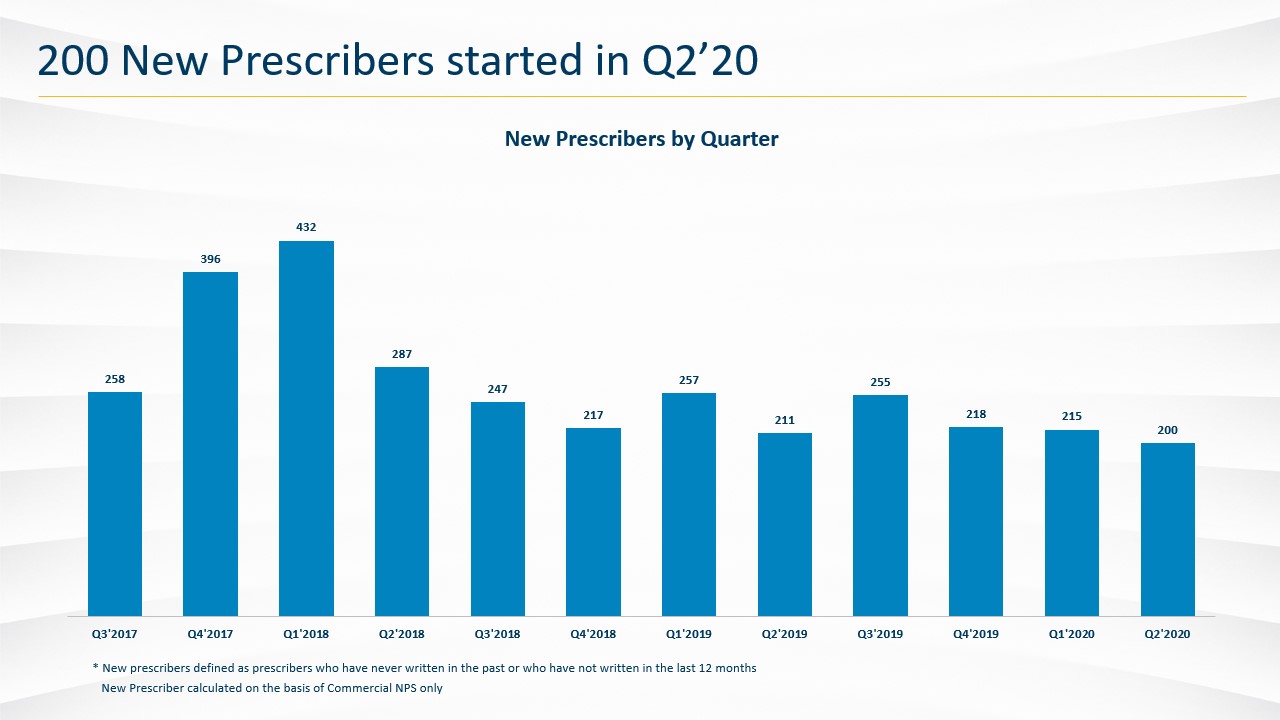 200 New Prescribers started in Q2’20
New Prescribers by Quarter
432
396
287
258
247
217
257
211
255
218
215
200
Q3'2017 Q4'2017 Q1'2018 Q2'2018 Q3'2018 Q4'2018 Q1'2019 Q2'2019 Q3'2019 Q4'2019 Q1'2020 Q2'2020
* New prescribers defined as prescribers who have never written in the past or who have not written in the last 12 months
New Prescriber calculated on the basis of Commercial NPS only